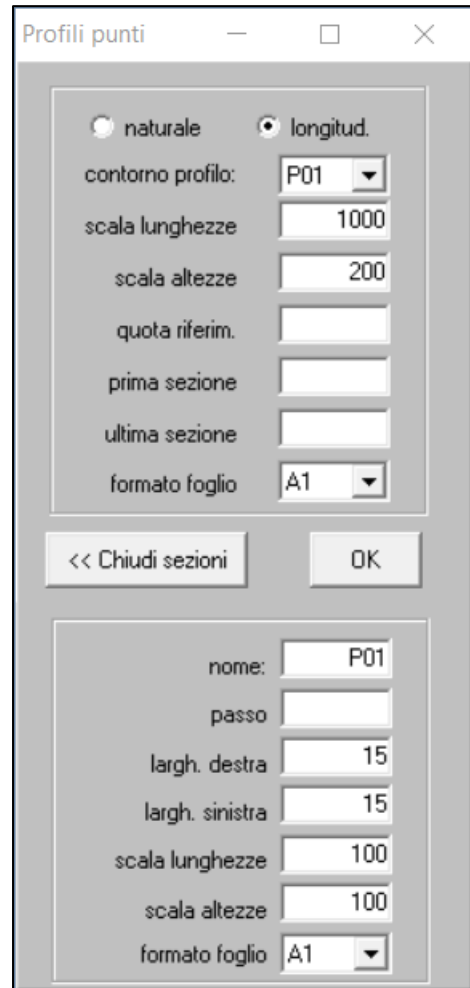 Profili punti
naturale longitud.
contorno profilo: P01
scala lunghezze 1000
scala altezze 200
quota riferim.
prima sezione
ultima sezione
formato foglio A1
<< Chiudi sezioni OK
nome: P01
passo
largh. destra 15
largh. sinistra 15
scala lunghezze 100
scala altezze 100
formato foglio A1